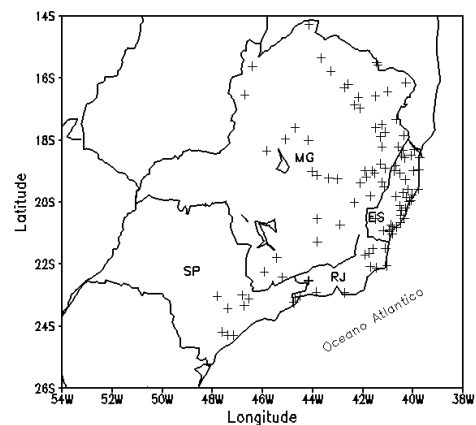 14S
16S
18S
MG
Latitude
20S
ES
22S
SP
RJ
24S
Oceano Atlantico
26S
54W 52W 50W 48W 46W 44W 42W 40W 38W
Longitude